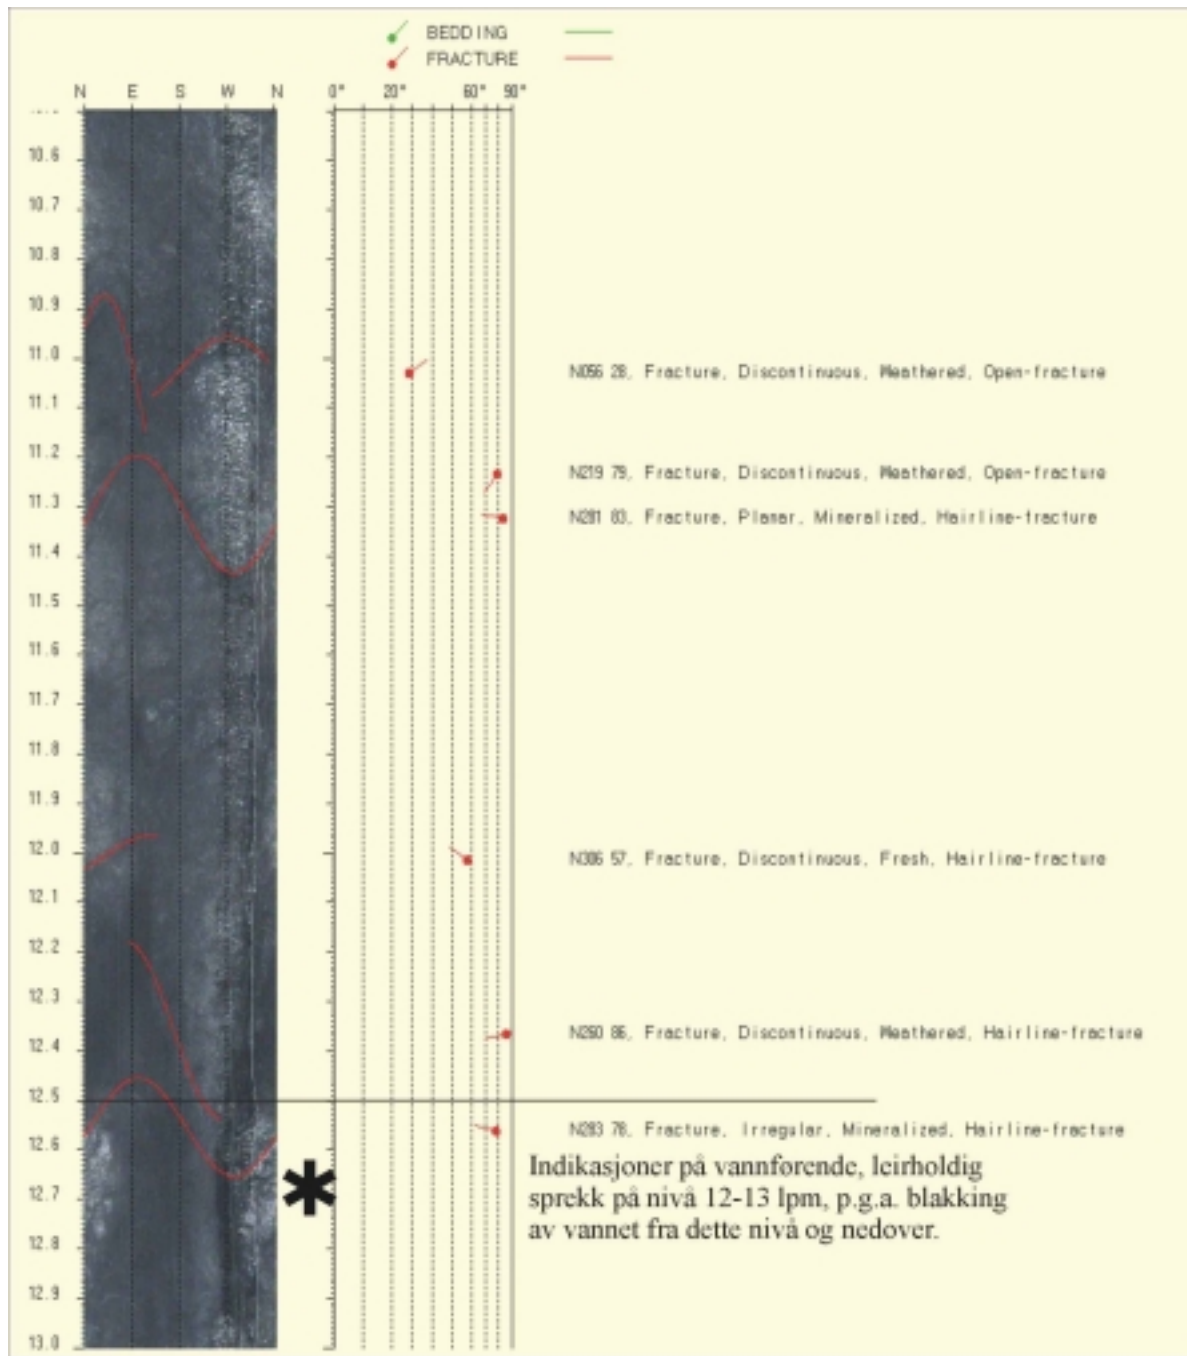 BEDDING
FRACTURE
N E S W N 0° 20° 60° 90°
10.6
10.7
10.8
10.9
11.0
N056 28, Fracture, Discontinuous, Weathered, Open-fracture
11.1
11.2
N219 79, Fracture, Discontinuous, Weathered, Open-fracture
11.3
N281 83, Fracture, Planar, Mineralized, Hairline-fracture
11.4
11.5
11.6
11.7
11.8
11.9
12.0
N306 57, Fracture, Discontinuous, Fresh, Hairline-fracture
12.1
12.2
12.3
N260 86, Fracture, Discontinuous, Weathered, Hairline-fracture
12.4
12.5
N283 78, Fracture, Irregular, Mineralized, Hairline-fracture
12.6
Indikasjoner på vannførende, leirholdig
12.7
sprekk på nivå 12-13 lpm, p.g.a. blakking
av vannet fra dette nivå og nedover.
12.8
12.9
13.0